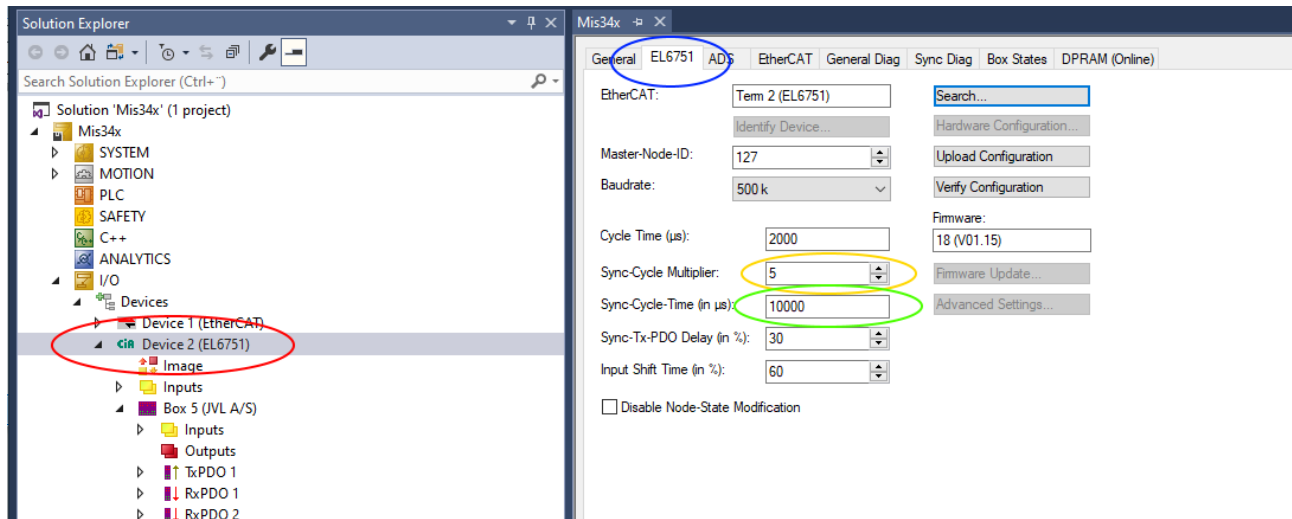 Solution Explorer
Search Solution Explorer (Ctrl+¨)
Solution 'Mis34x' (1 project)
Mis34x
SYSTEM
MOTION
PLC
SAFETY
C++
ANALYTICS
I/O
Devices
Device 1 (EtherCAT)
CiA Device 2 (EL6751)
Image
Inputs
Box 5 (JVL A/S)
Inputs
Outputs
TxPDO 1
RxPDO 1
RxPDO 2
Mis34x
General EL6751 ADS EtherCAT General Diag Sync Diag Box States DPRAM (Online)
EtherCAT: Term 2 (EL6751) Search...
Identify Device... Hardware Configuration...
Master-Node-ID: 127 Upload Configuration
Baudrate: 500 k Verify Configuration
Firmware:
Cycle Time (µs): 2000 18 (V01.15)
Sync-Cycle Multiplier: 5 Firmware Update...
Sync-Cycle-Time (in µs): 10000 Advanced Settings...
Sync-Tx-PDO Delay (in %): 30
Input Shift Time (in %): 60
Disable Node-State Modification